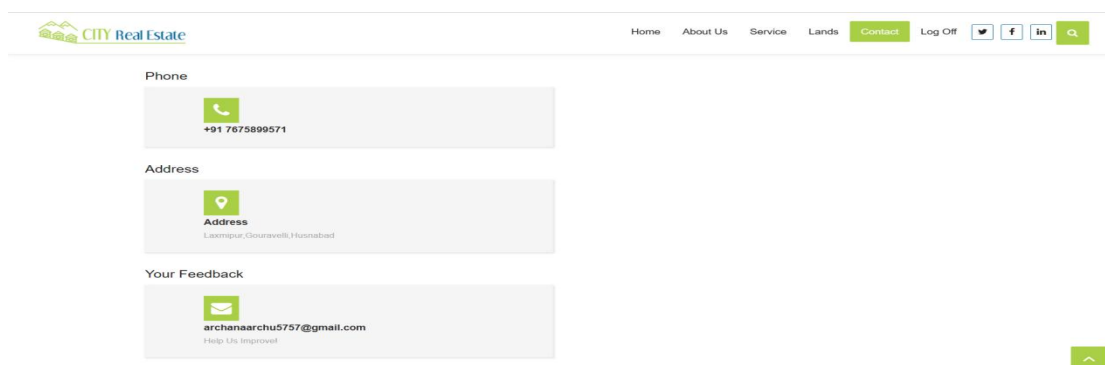 CITY Real Estate
Home About Us Service Lands Contact Log Off
Phone
+91 7675899571
Address
Address
Laxmipur,Gouravelli,Husnabad
Your Feedback
archanaarchu5757@gmail.com
Help Us Improve!